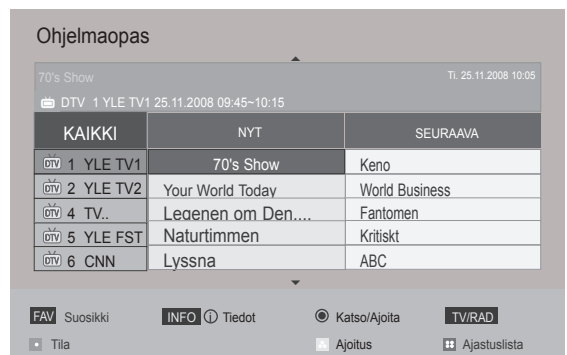 Ohjelmaopas
70's Show Ti. 25.11.2008 10:05
DTV 1 YLE TV1 25.11.2008 09:45~10:15
KAIKKI NYT SEURAAVA
DTV 1 YLE TV1 70's Show Keno
DTV 2 YLE TV2 Your World Today World Business
DTV 4 TV.. Legenen om Den.... Fantomen
DTV 5 YLE FST Naturtimmen Kritiskt
DTV 6 CNN Lyssna ABC
FAV Suosikki INFO i Tiedot Katso/Ajoita TV/RAD
Tila Ajoitus Ajastuslista